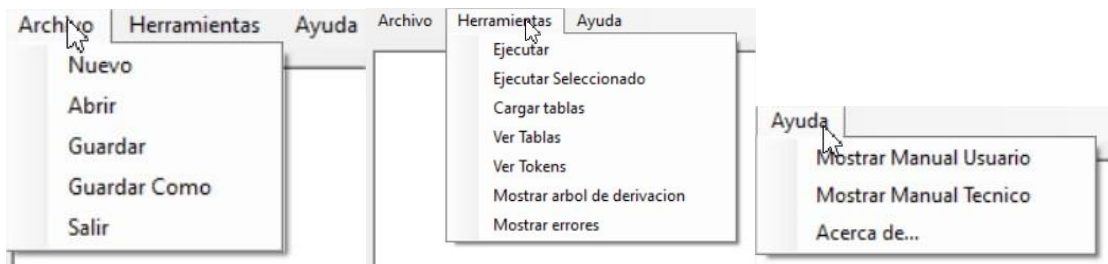 Archivo Herramientas Ayuda
Nuevo
Abrir
Guardar
Guardar Como
Salir
Archivo Herramientas Ayuda
Ejecutar
Ejecutar Seleccionado
Cargar tablas
Ver Tablas
Ver Tokens
Mostrar arbol de derivacion
Mostrar errores
Ayuda
Mostrar Manual Usuario
Mostrar Manual Tecnico
Acerca de...